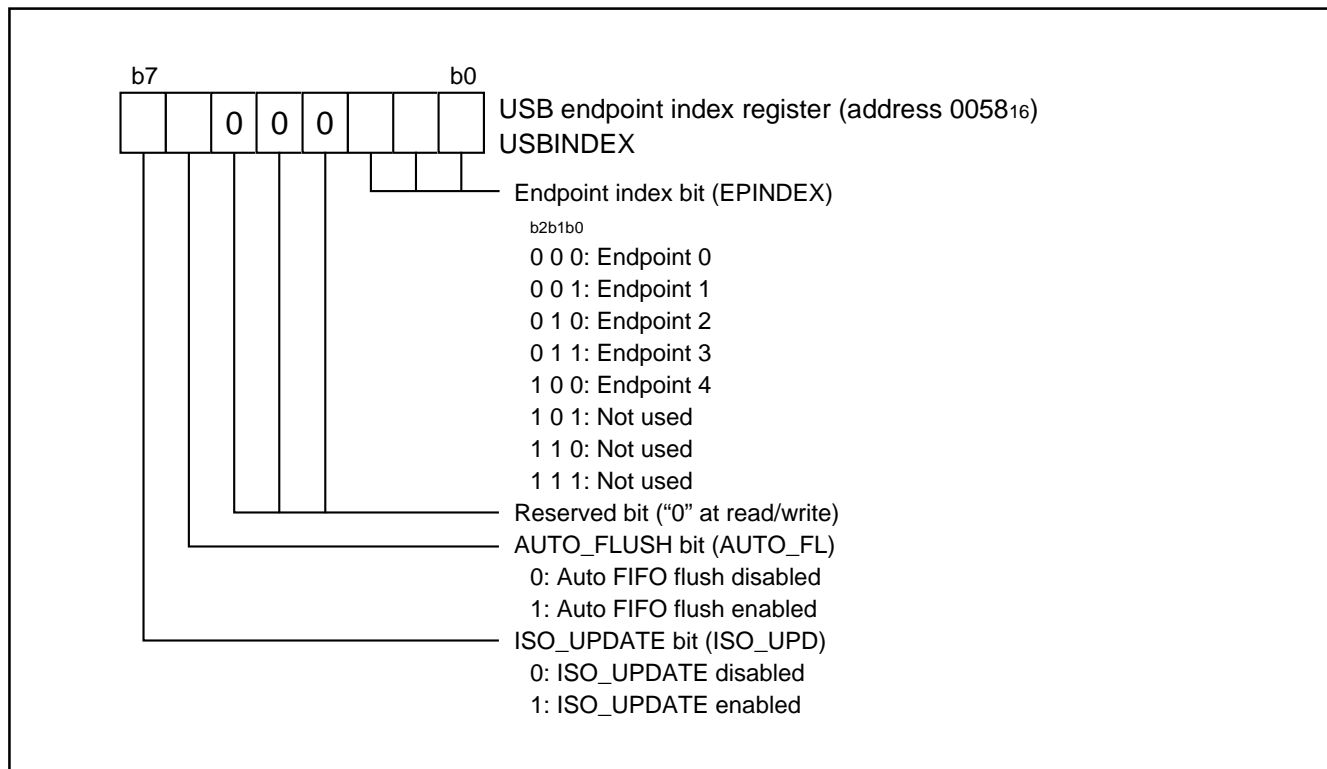 b7 b0
0 0 0
USB endpoint index register (address 005816)
USBINDEX
Endpoint index bit (EPINDEX)
b2b1b0
0 0 0: Endpoint 0
0 0 1: Endpoint 1
0 1 0: Endpoint 2
0 1 1: Endpoint 3
1 0 0: Endpoint 4
1 0 1: Not used
1 1 0: Not used
1 1 1: Not used
Reserved bit (“0” at read/write)
AUTO_FLUSH bit (AUTO_FL)
0: Auto FIFO flush disabled
1: Auto FIFO flush enabled
ISO_UPDATE bit (ISO_UPD)
0: ISO_UPDATE disabled
1: ISO_UPDATE enabled